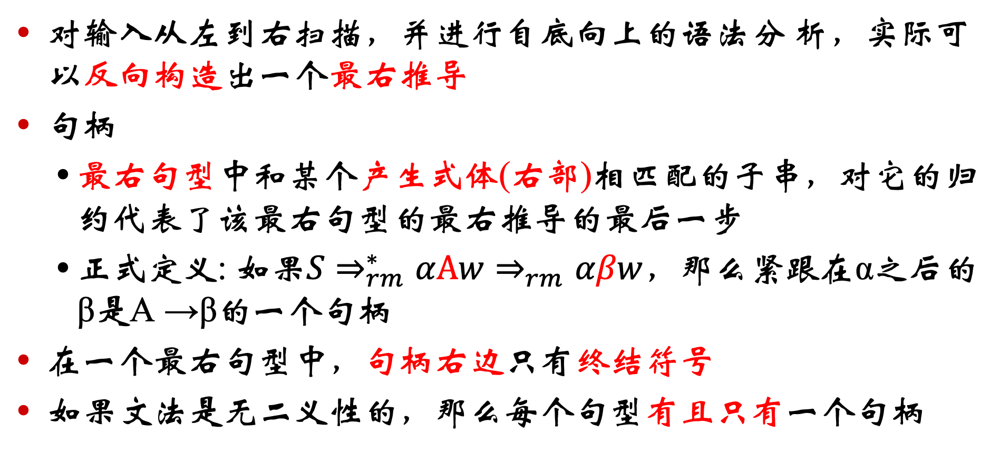 • 对输入从左到右扫描，并进行自底向上的语法分析，实际可
以反向构造出一个最右推导
• 句柄
• 最右句型中和某个产生式体(右部)相匹配的子串，对它的归
约代表了该最右句型的最右推导的最后一步
• 正式定义: 如果S ⇒*rm αAw ⇒rm αβw，那么紧跟在α之后的
β是A →β的一个句柄
• 在一个最右句型中，句柄右边只有终结符号
• 如果文法是无二义性的，那么每个句型有且只有一个句柄